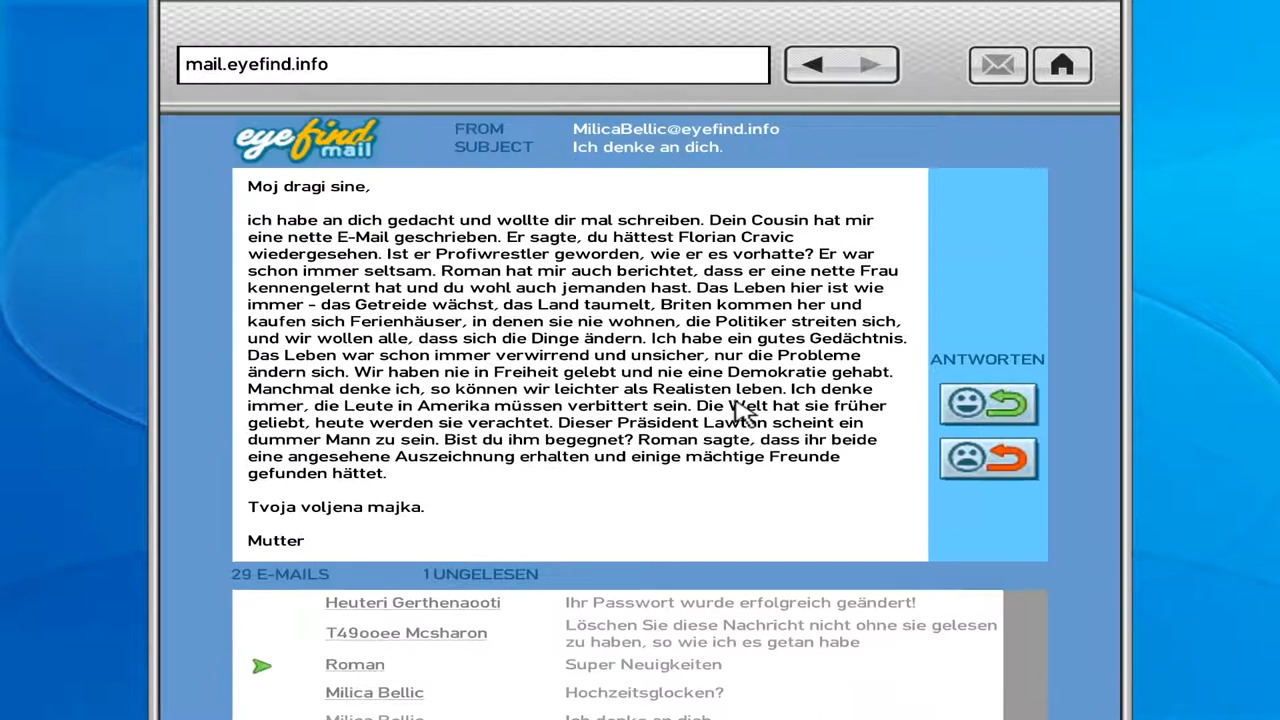 mail.eyefind.info
eyefind mail
FROM MilicaBellic@eyefind.info
SUBJECT Ich denke an dich.
Moj dragi sine,
ich habe an dich gedacht und wollte dir mal schreiben. Dein Cousin hat mir
eine nette E-Mail geschrieben. Er sagte, du hättest Florian Cravic
wiedergesehen. Ist er Profiwrestler geworden, wie er es vorhatte? Er war
schon immer seltsam. Roman hat mir auch berichtet, dass er eine nette Frau
kennengelernt hat und du wohl auch jemanden hast. Das Leben hier ist wie
immer - das Getreide wächst, das Land taumelt, Briten kommen her und
kaufen sich Ferienhäuser, in denen sie nie wohnen, die Politiker streiten sich,
und wir wollen alle, dass sich die Dinge ändern. Ich habe ein gutes Gedächtnis.
Das Leben war schon immer verwirrend und unsicher, nur die Probleme
ändern sich. Wir haben nie in Freiheit gelebt und nie eine Demokratie gehabt.
Manchmal denke ich, so können wir leichter als Realisten leben. Ich denke
immer, die Leute in Amerika müssen verbittert sein. Die Welt hat sie früher
geliebt, heute werden sie verachtet. Dieser Präsident Lawton scheint ein
dummer Mann zu sein. Bist du ihm begegnet? Roman sagte, dass ihr beide
eine angesehene Auszeichnung erhalten und einige mächtige Freunde
gefunden hättet.
Tvoja voljena majka.
Mutter
ANTWORTEN
29 E-MAILS 1 UNGELESEN
Heuteri Gerthenaooti Ihr Passwort wurde erfolgreich geändert!
T49ooee Mcsharon Löschen Sie diese Nachricht nicht ohne sie gelesen
zu haben, so wie ich es getan habe
Roman Super Neuigkeiten
Milica Bellic Hochzeitsglocken?
Milica Bellic Ich denke an dich.